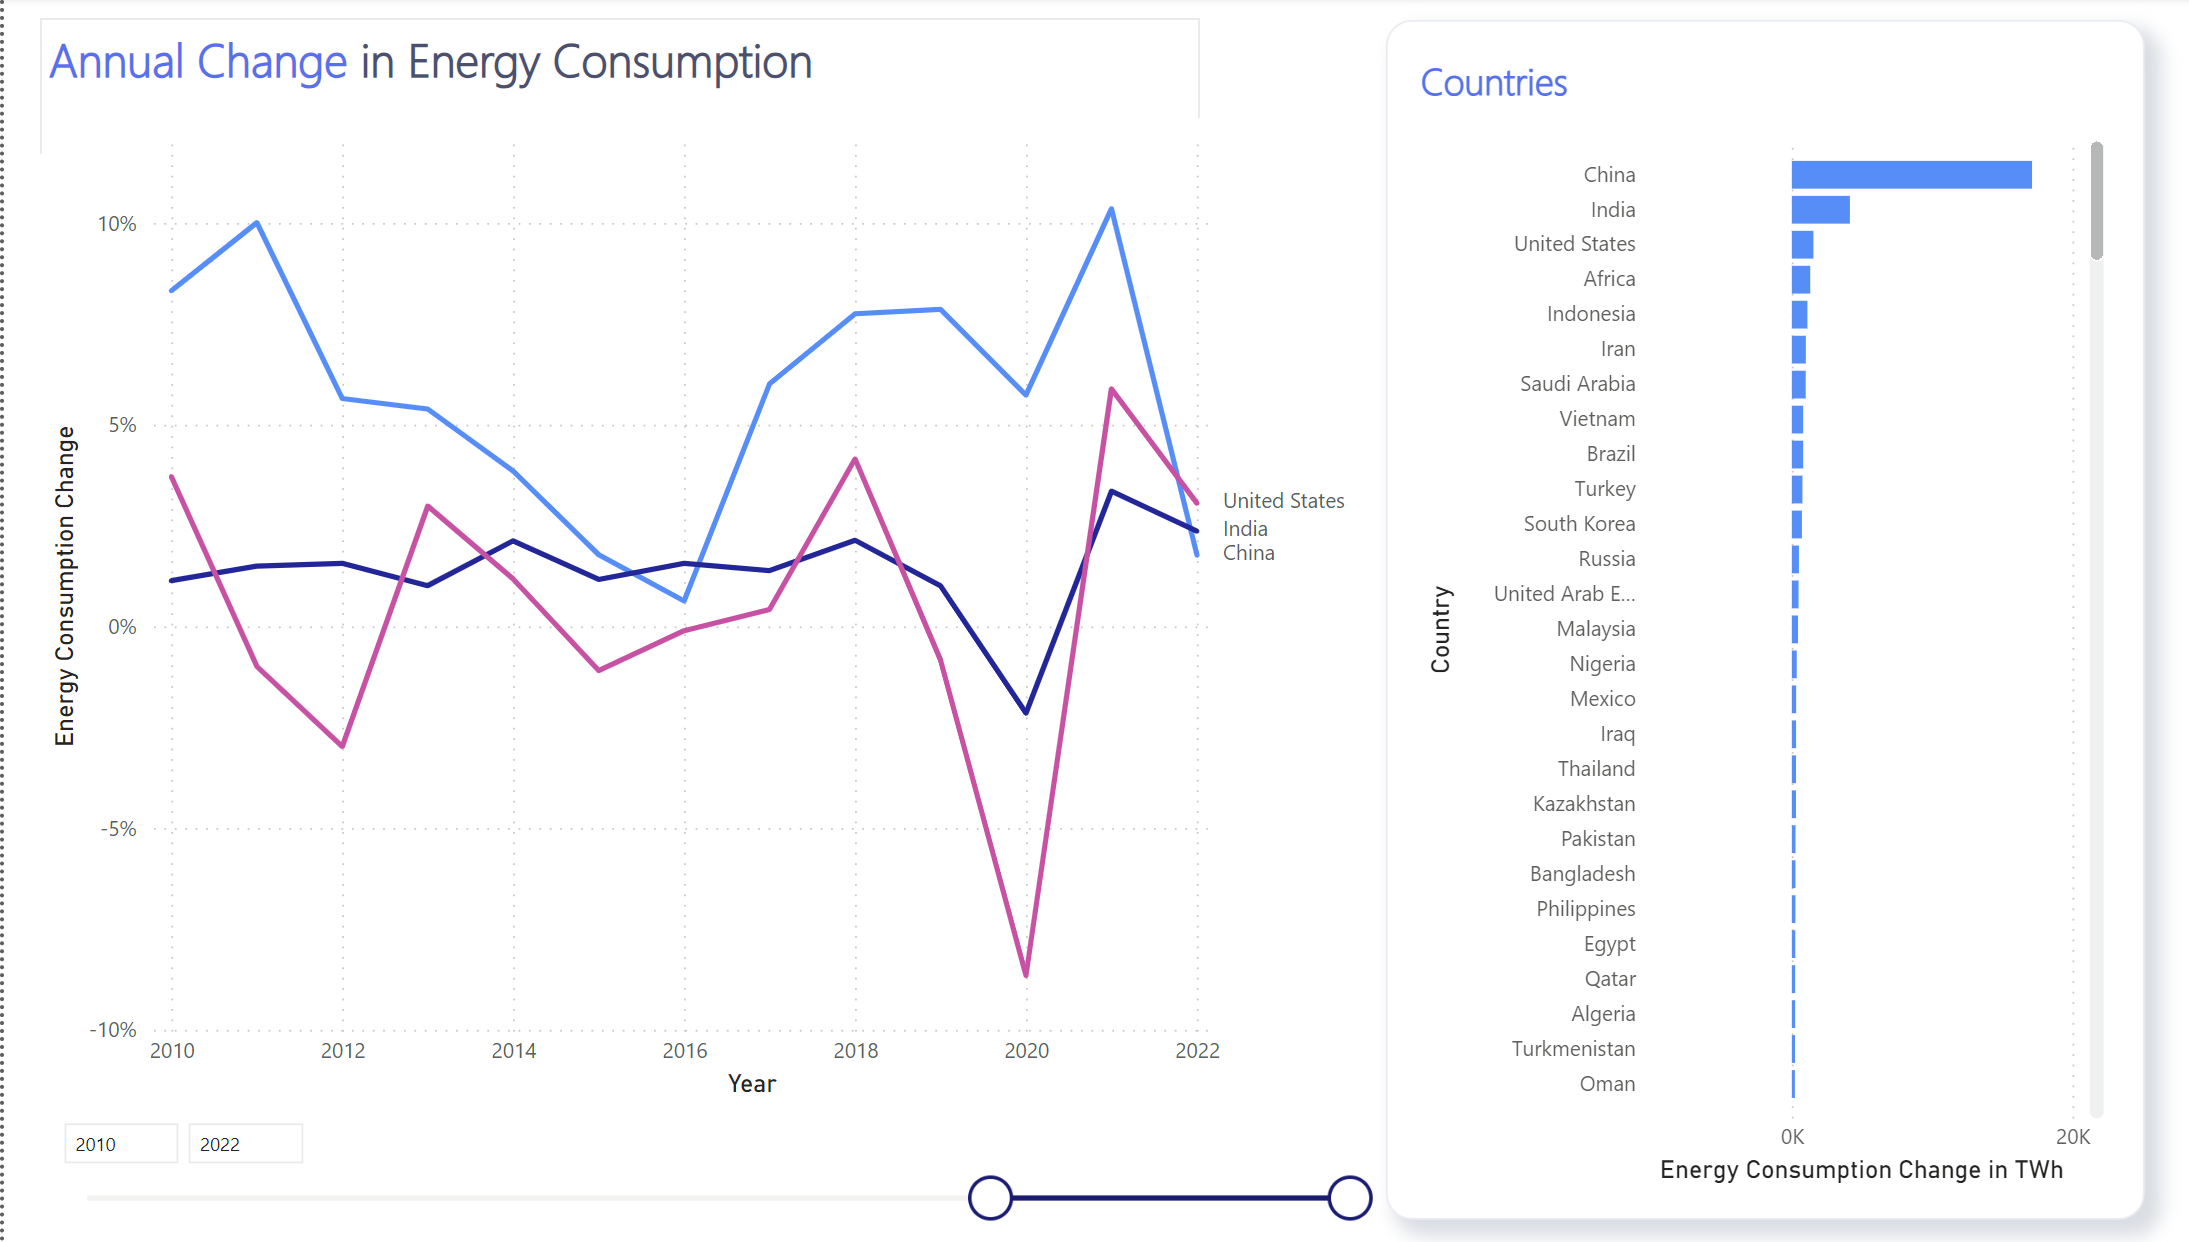 Annual Change in Energy Consumption
10%
5%
0%
-5%
-10%
Energy Consumption Change
United States
India
China
2010
2012
2014
2016
2018
2020
2022
Year
2010
2022
Countries
China
India
United States
Africa
Indonesia
Iran
Saudi Arabia
Vietnam
Brazil
Turkey
South Korea
Russia
United Arab E...
Malaysia
Nigeria
Mexico
Iraq
Thailand
Kazakhstan
Pakistan
Bangladesh
Philippines
Egypt
Qatar
Algeria
Turkmenistan
Oman
Country
0K
20K
Energy Consumption Change in TWh